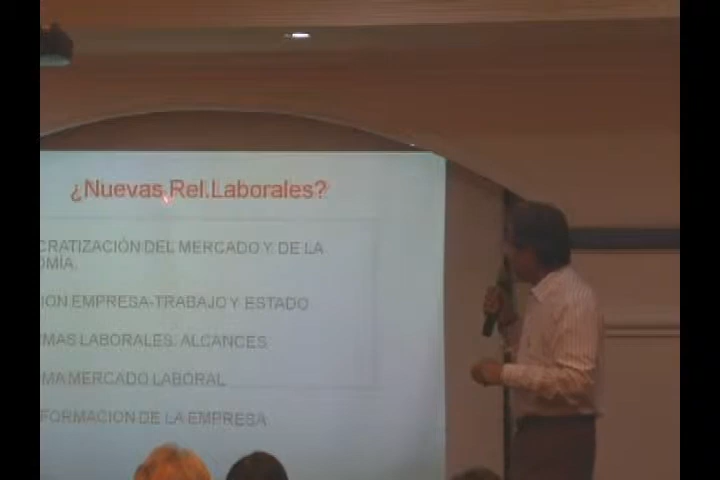 ¿Nuevas Rel.Laborales?
CRATIZACIÓN DEL MERCADO Y DE LA
OMÍA.
ION EMPRESA-TRABAJO Y ESTADO
MAS LABORALES. ALCANCES
MA MERCADO LABORAL
FORMACION DE LA EMPRESA